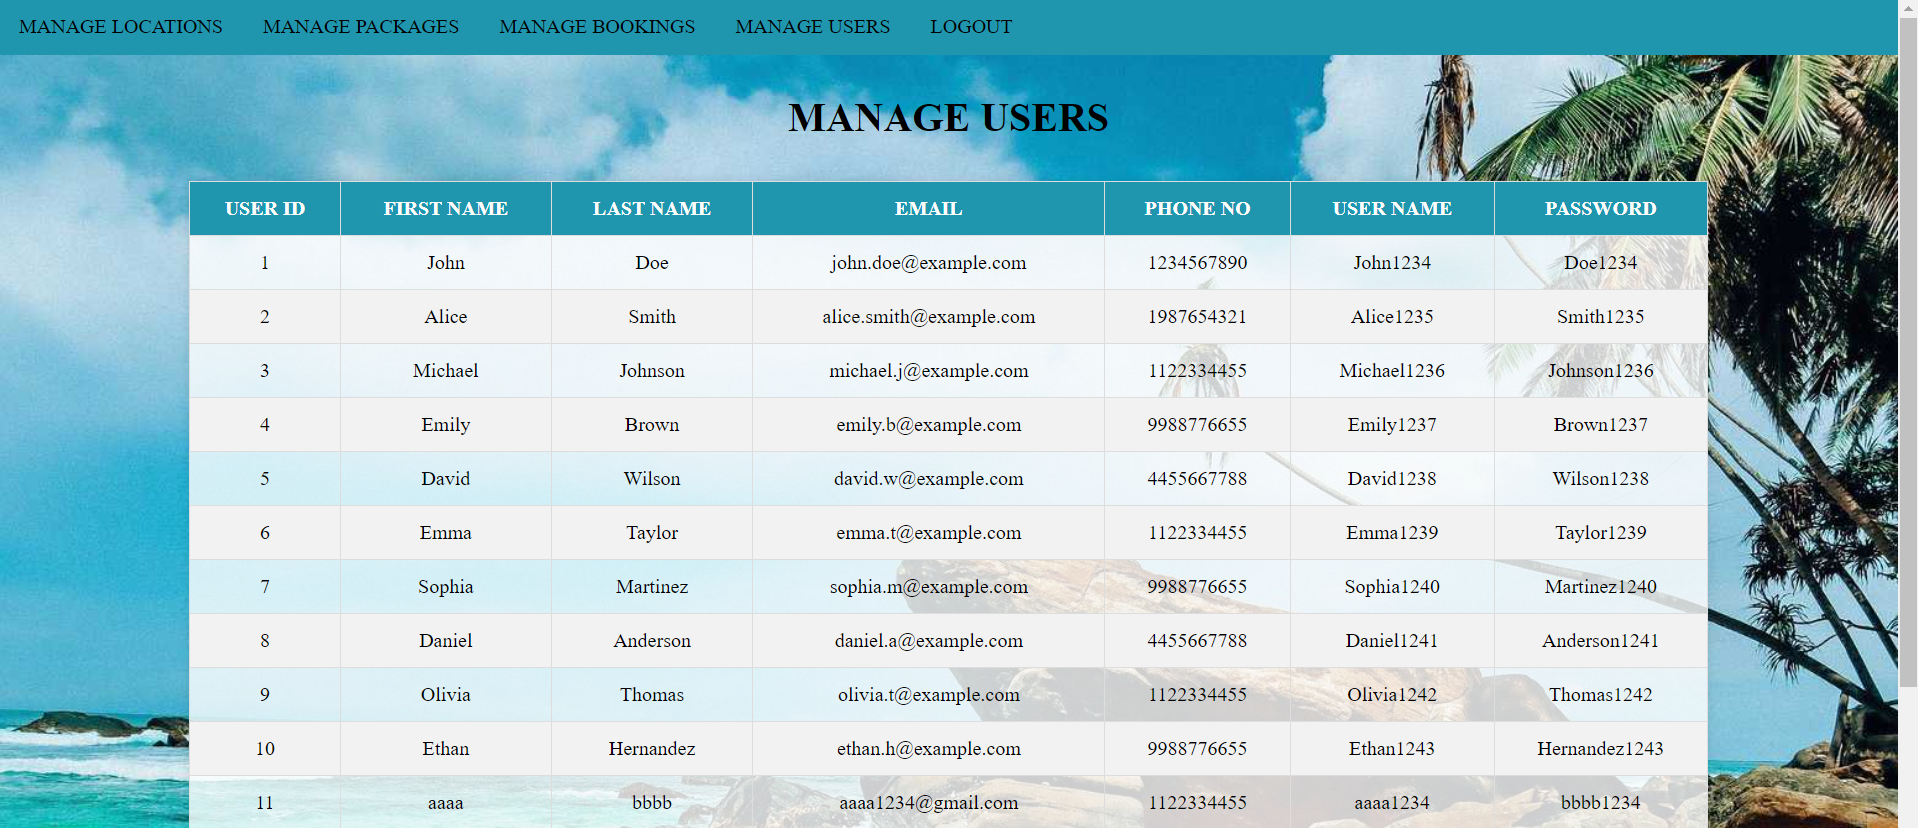 MANAGE LOCATIONS MANAGE PACKAGES MANAGE BOOKINGS MANAGE USERS LOGOUT
MANAGE USERS
USER ID FIRST NAME LAST NAME EMAIL PHONE NO USER NAME PASSWORD
1 John Doe john.doe@example.com 1234567890 John1234 Doe1234
2 Alice Smith alice.smith@example.com 1987654321 Alice1235 Smith1235
3 Michael Johnson michael.j@example.com 1122334455 Michael1236 Johnson1236
4 Emily Brown emily.b@example.com 9988776655 Emily1237 Brown1237
5 David Wilson david.w@example.com 4455667788 David1238 Wilson1238
6 Emma Taylor emma.t@example.com 1122334455 Emma1239 Taylor1239
7 Sophia Martinez sophia.m@example.com 9988776655 Sophia1240 Martinez1240
8 Daniel Anderson daniel.a@example.com 4455667788 Daniel1241 Anderson1241
9 Olivia Thomas olivia.t@example.com 1122334455 Olivia1242 Thomas1242
10 Ethan Hernandez ethan.h@example.com 9988776655 Ethan1243 Hernandez1243
11 aaaa bbbb aaaa1234@gmail.com 1122334455 aaaa1234 bbbb1234